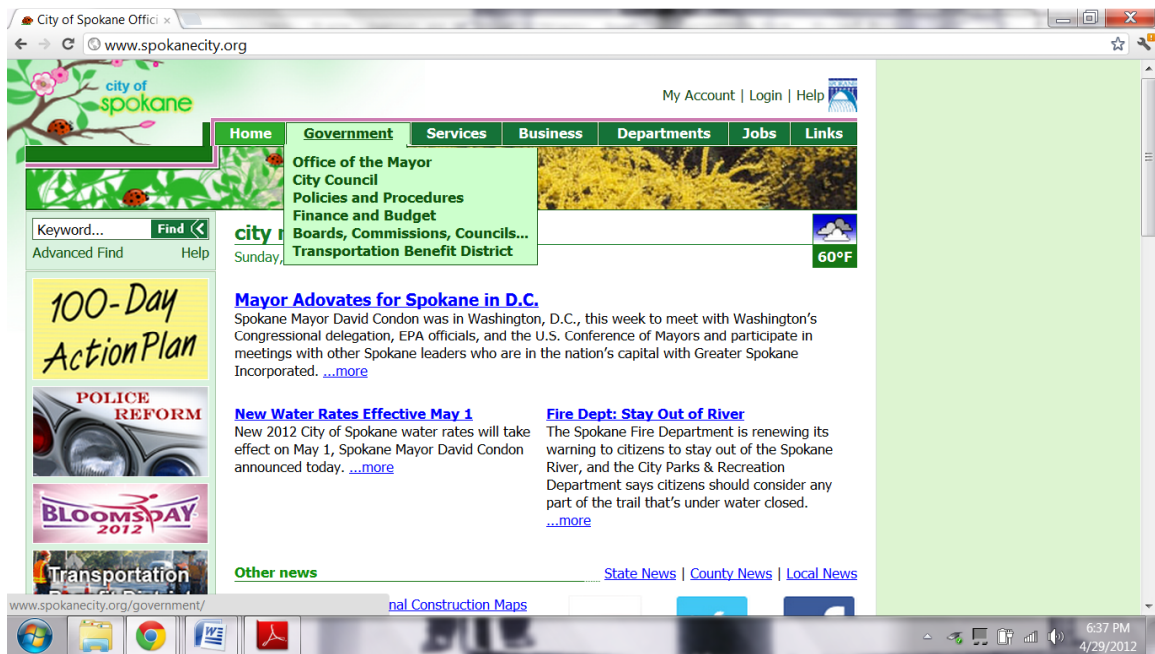 City of Spokane Offici
www.spokanecity.org
city of
spokane
My Account | Login | Help
Home Government Services Business Departments Jobs Links
Office of the Mayor
City Council
Policies and Procedures
Finance and Budget
Boards, Commissions, Councils...
Transportation Benefit District
Keyword... Find
Advanced Find Help
city
Sunday,
60°F
100-Day
Action Plan
POLICE
REFORM
BLOOMSDAY
2012
Transportation
Mayor Adovates for Spokane in D.C.
Spokane Mayor David Condon was in Washington, D.C., this week to meet with Washington's
Congressional delegation, EPA officials, and the U.S. Conference of Mayors and participate in
meetings with other Spokane leaders who are in the nation's capital with Greater Spokane
Incorporated. ...more
New Water Rates Effective May 1
New 2012 City of Spokane water rates will take
effect on May 1, Spokane Mayor David Condon
announced today. ...more
Fire Dept: Stay Out of River
The Spokane Fire Department is renewing its
warning to citizens to stay out of the Spokane
River, and the City Parks & Recreation
Department says citizens should consider any
part of the trail that's under water closed.
...more
Other news
State News | County News | Local News
nal Construction Maps
www.spokanecity.org/government/
6:37 PM
4/29/2012